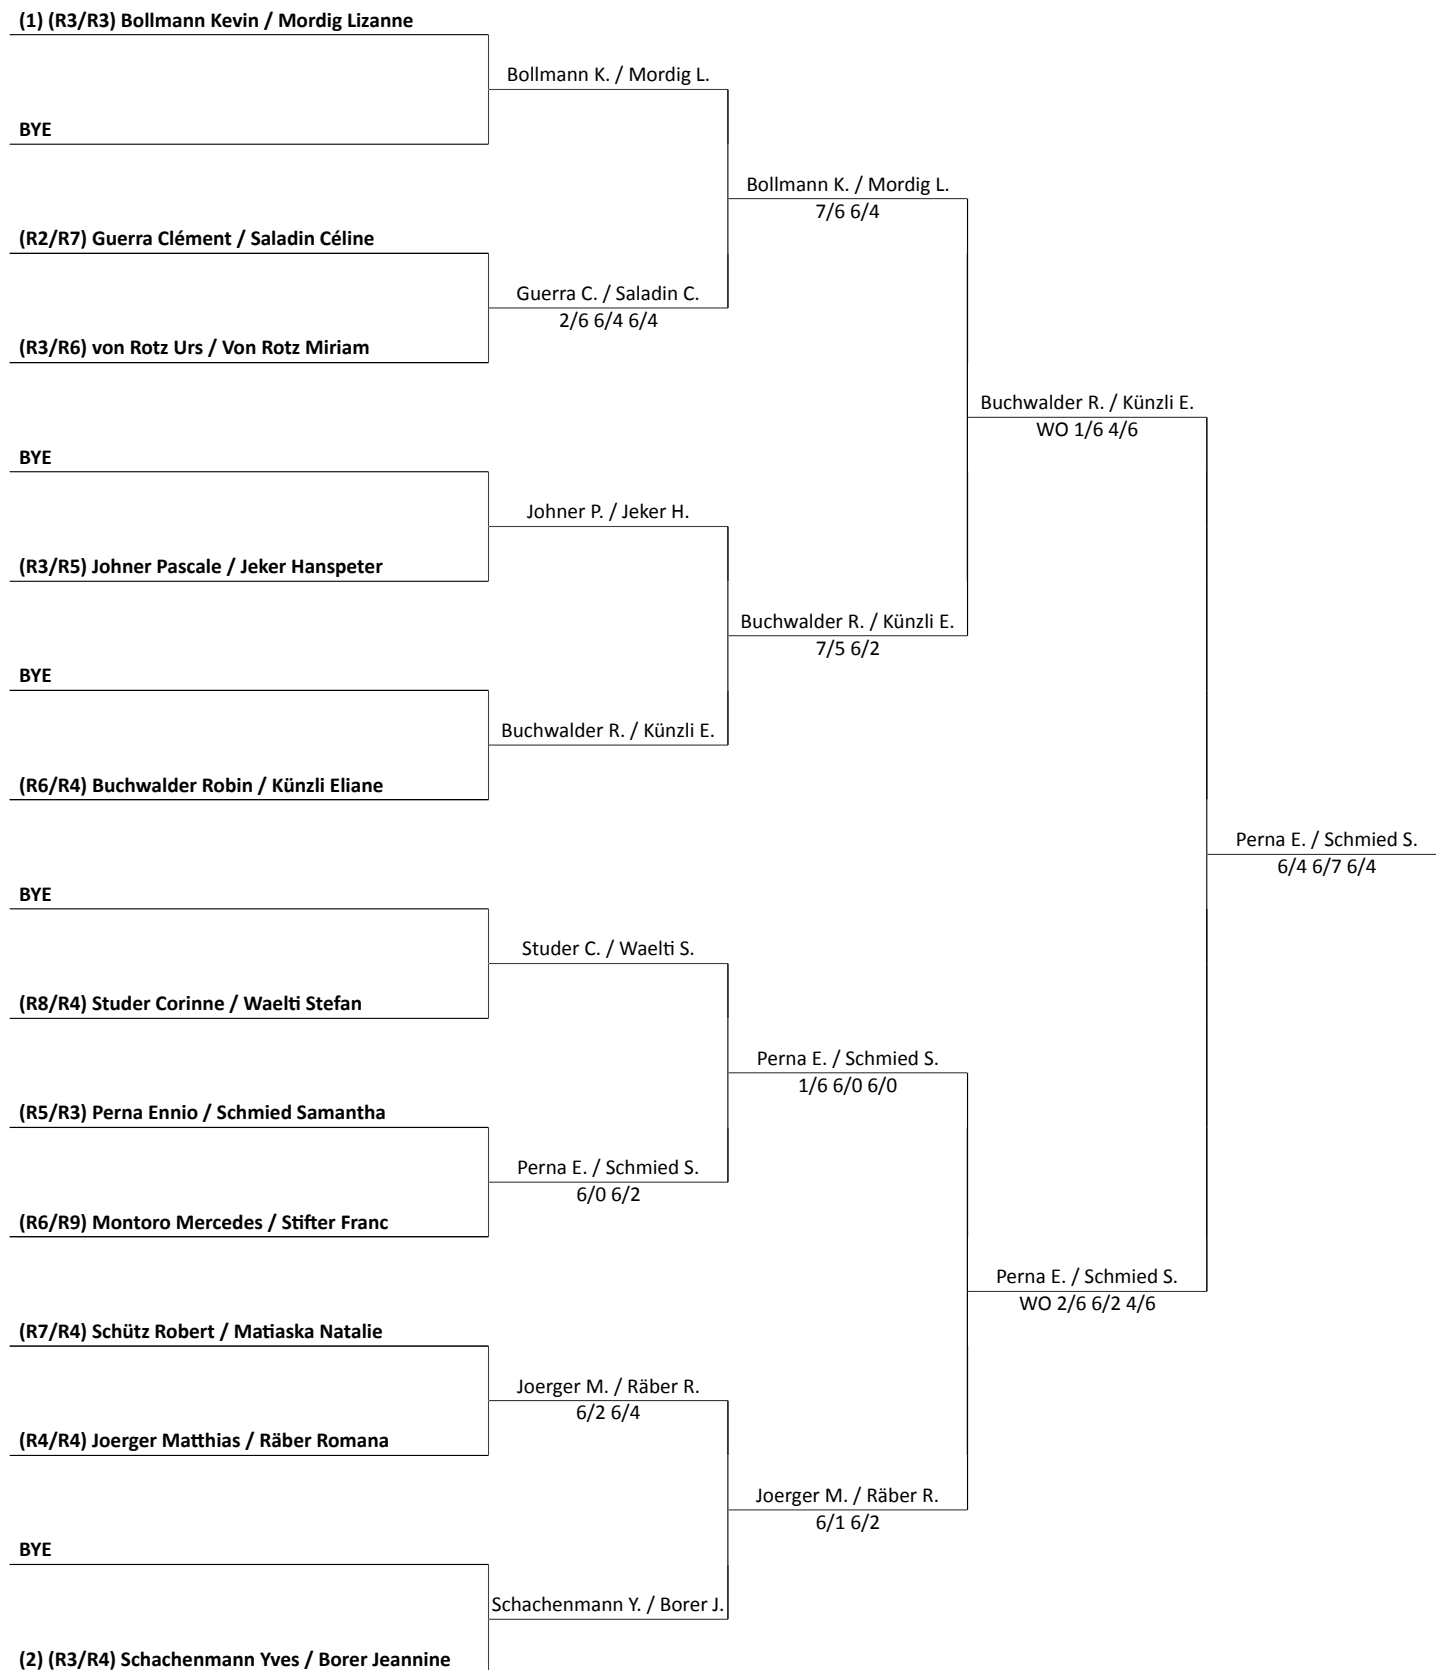 (1) (R3/R3) Bollmann Kevin / Mordig Lizanne
Bollmann K. / Mordig L.
BYE
Bollmann K. / Mordig L.
7/6 6/4
(R2/R7) Guerra Clément / Saladin Céline
Guerra C. / Saladin C.
2/6 6/4 6/4
(R3/R6) von Rotz Urs / Von Rotz Miriam
Buchwalder R. / Künzli E.
WO 1/6 4/6
BYE
Johner P. / Jeker H.
(R3/R5) Johner Pascale / Jeker Hanspeter
Buchwalder R. / Künzli E.
7/5 6/2
BYE
Buchwalder R. / Künzli E.
(R6/R4) Buchwalder Robin / Künzli Eliane
Perna E. / Schmied S.
6/4 6/7 6/4
BYE
Studer C. / Waelti S.
(R8/R4) Studer Corinne / Waelti Stefan
Perna E. / Schmied S.
1/6 6/0 6/0
(R5/R3) Perna Ennio / Schmied Samantha
Perna E. / Schmied S.
6/0 6/2
(R6/R9) Montoro Mercedes / Stifter Franc
Perna E. / Schmied S.
WO 2/6 6/2 4/6
(R7/R4) Schütz Robert / Matiaska Natalie
Joerger M. / Räber R.
6/2 6/4
(R4/R4) Joerger Matthias / Räber Romana
Joerger M. / Räber R.
6/1 6/2
BYE
Schachenmann Y. / Borer J.
(2) (R3/R4) Schachenmann Yves / Borer Jeannine